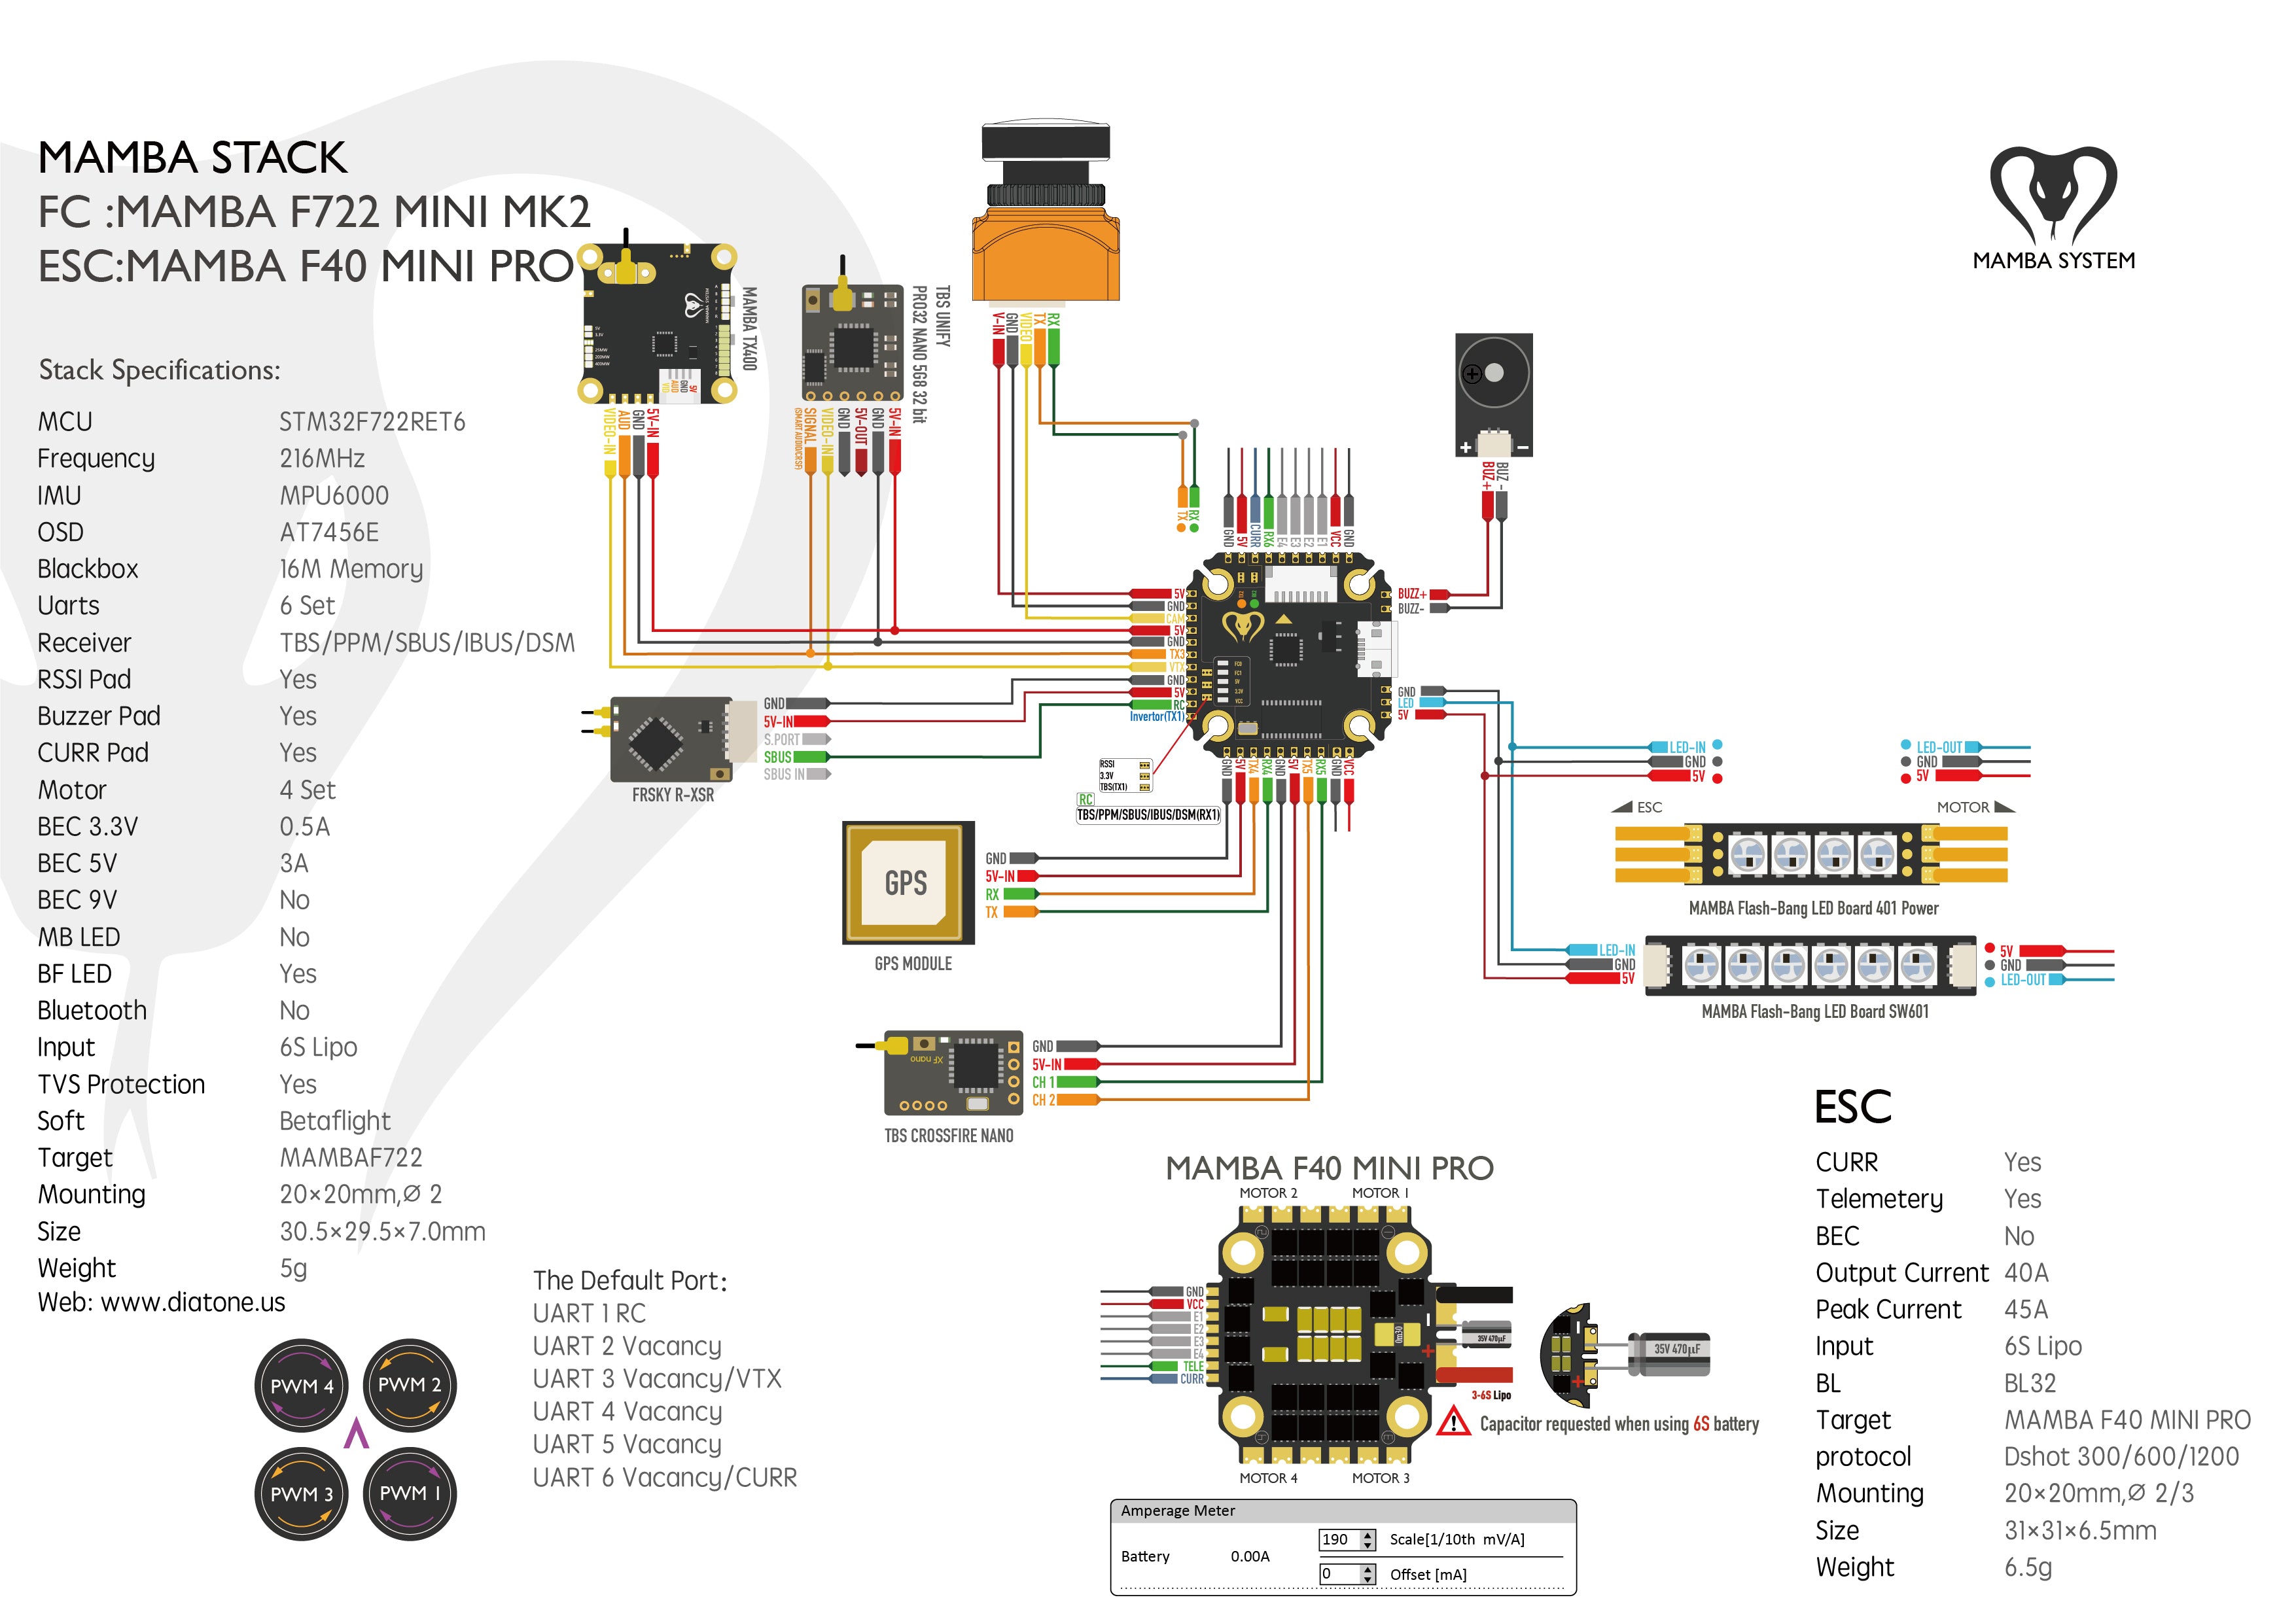 MAMBA STACK
FC :MAMBA F722 MINI MK2
ESC:MAMBA F40 MINI PRO
MAMBA SYSTEM
Stack Specifications:
MCU STM32F722RET6
Frequency 216MHz
IMU MPU6000
OSD AT7456E
Blackbox 16M Memory
Uarts 6 Set
Receiver TBS/PPM/SBUS/IBUS/DSM
RSSI Pad Yes
Buzzer Pad Yes
CURR Pad Yes
Motor 4 Set
BEC 3.3V 0.5A
BEC 5V 3A
BEC 9V No
MB LED No
BF LED Yes
Bluetooth No
Input 6S Lipo
TVS Protection Yes
Soft Betaflight
Target MAMBAF722
Mounting 20×20mm,Ø 2
Size 30.5×29.5×7.0mm
Weight 5g
Web: www.diatone.us
PWM 4
PWM 2
PWM 3
PWM 1
The Default Port:
UART 1 RC
UART 2 Vacancy
UART 3 Vacancy/VTX
UART 4 Vacancy
UART 5 Vacancy
UART 6 Vacancy/CURR
MAMBA TX400
5V
3.3V
25MW
200MW
400MW
VID
AUD
GND
5V
VIDEO-IN
AUD
GND
5V-IN
TBS UNIFY
PRO32 NANO 5G8 32 bit
SIGNAL
(SMART AUDIO/CRSF)
VIDEO-IN
GND
5V-OUT
GND
5V-IN
V-IN
GND
VIDEO
TX
RX
TX
RX
GND
5V
CURR
RX6
E4
E3
E2
E1
VCC
GND
+ −
BUZ+
BUZ -
BUZZ+
BUZZ-
5V
GND
CAM
5V
GND
TX3
VTX
GND
5V
RC
Invertor(TX1)
GND
LED
5V
GND
5V
TX4
RX4
GND
5V
TX5
RX5
GND
VCC
RSSI
3.3V
TBS(TX1)
RC
TBS/PPM/SBUS/IBUS/DSM(RX1)
GND
5V-IN
S.PORT
SBUS
SBUS IN
FRSKY R-XSR
GPS
GND
5V-IN
RX
TX
GPS MODULE
XF nano
GND
5V-IN
CH 1
CH 2
TBS CROSSFIRE NANO
LED-IN
GND
5V
LED-OUT
GND
5V
ESC
MOTOR
MAMBA Flash-Bang LED Board 401 Power
LED-IN
GND
5V
5V
GND
LED-OUT
MAMBA Flash-Bang LED Board SW601
MAMBA F40 MINI PRO
MOTOR 2 MOTOR 1
GND
VCC
E1
E2
E3
E4
TELE
CURR
35V 470μF
35V 470μF
3-6S Lipo
Capacitor requested when using 6S battery
MOTOR 4 MOTOR 3
Amperage Meter
Battery 0.00A
190 Scale[1/10th mV/A]
0 Offset [mA]
ESC
CURR Yes
Telemetery Yes
BEC No
Output Current 40A
Peak Current 45A
Input 6S Lipo
BL BL32
Target MAMBA F40 MINI PRO
protocol Dshot 300/600/1200
Mounting 20×20mm,Ø 2/3
Size 31×31×6.5mm
Weight 6.5g